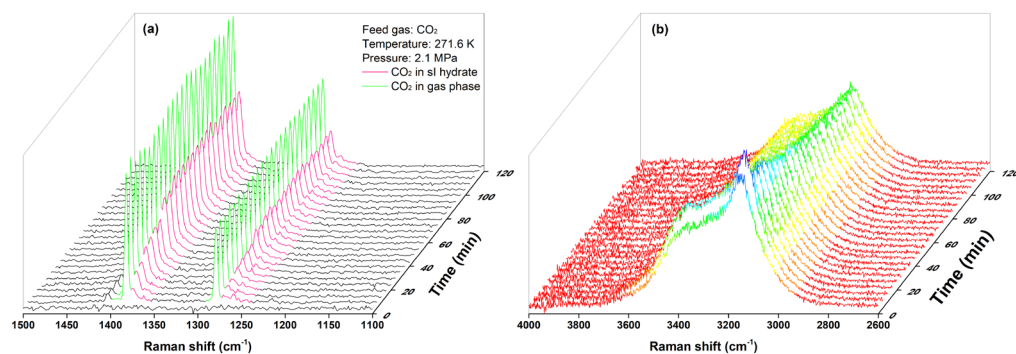 (a)
Feed gas: CO₂
Temperature: 271.6 K
Pressure: 2.1 MPa
CO₂ in sI hydrate
CO₂ in gas phase
120
100
80
60
40
20
0
Time (min)
1500 1450 1400 1350 1300 1250 1200 1150 1100
Raman shift (cm⁻¹)
(b)
120
100
80
60
40
20
0
Time (min)
4000 3800 3600 3400 3200 3000 2800 2600
Raman shift (cm⁻¹)